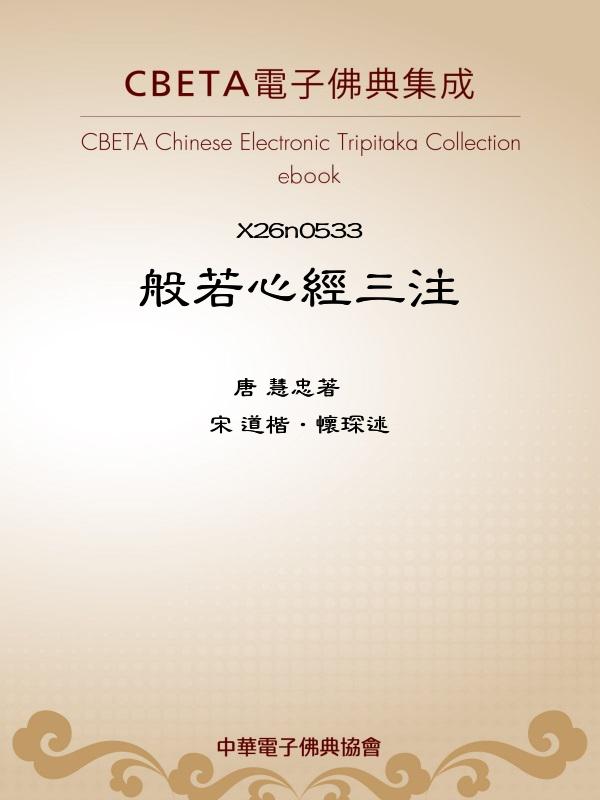 CBETA電子佛典集成
CBETA Chinese Electronic Tripitaka Collection
ebook
X26n0533
般若心經三注
唐 慧忠著
宋 道楷．懷琛述
中華電子佛典協會